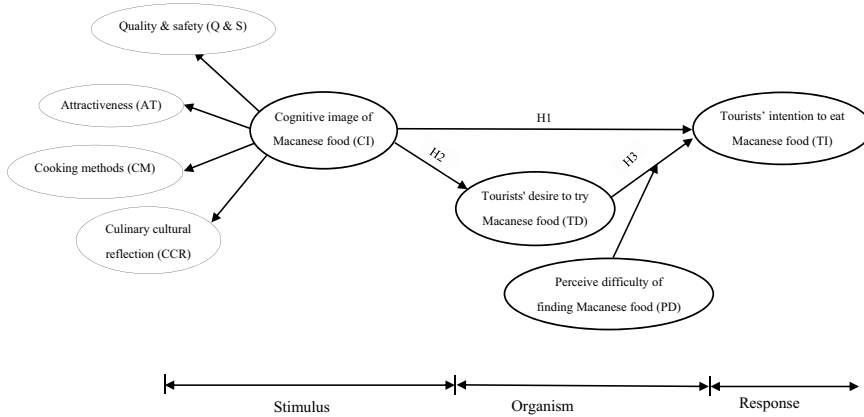 Quality & safety (Q & S)
Attractiveness (AT)
Cooking methods (CM)
Culinary cultural
reflection (CCR)
Cognitive image of
Macanese food (CI)
H1
H2
H3
Tourists' desire to try
Macanese food (TD)
Perceive difficulty of
finding Macanese food (PD)
Tourists’ intention to eat
Macanese food (TI)
Stimulus
Organism
Response